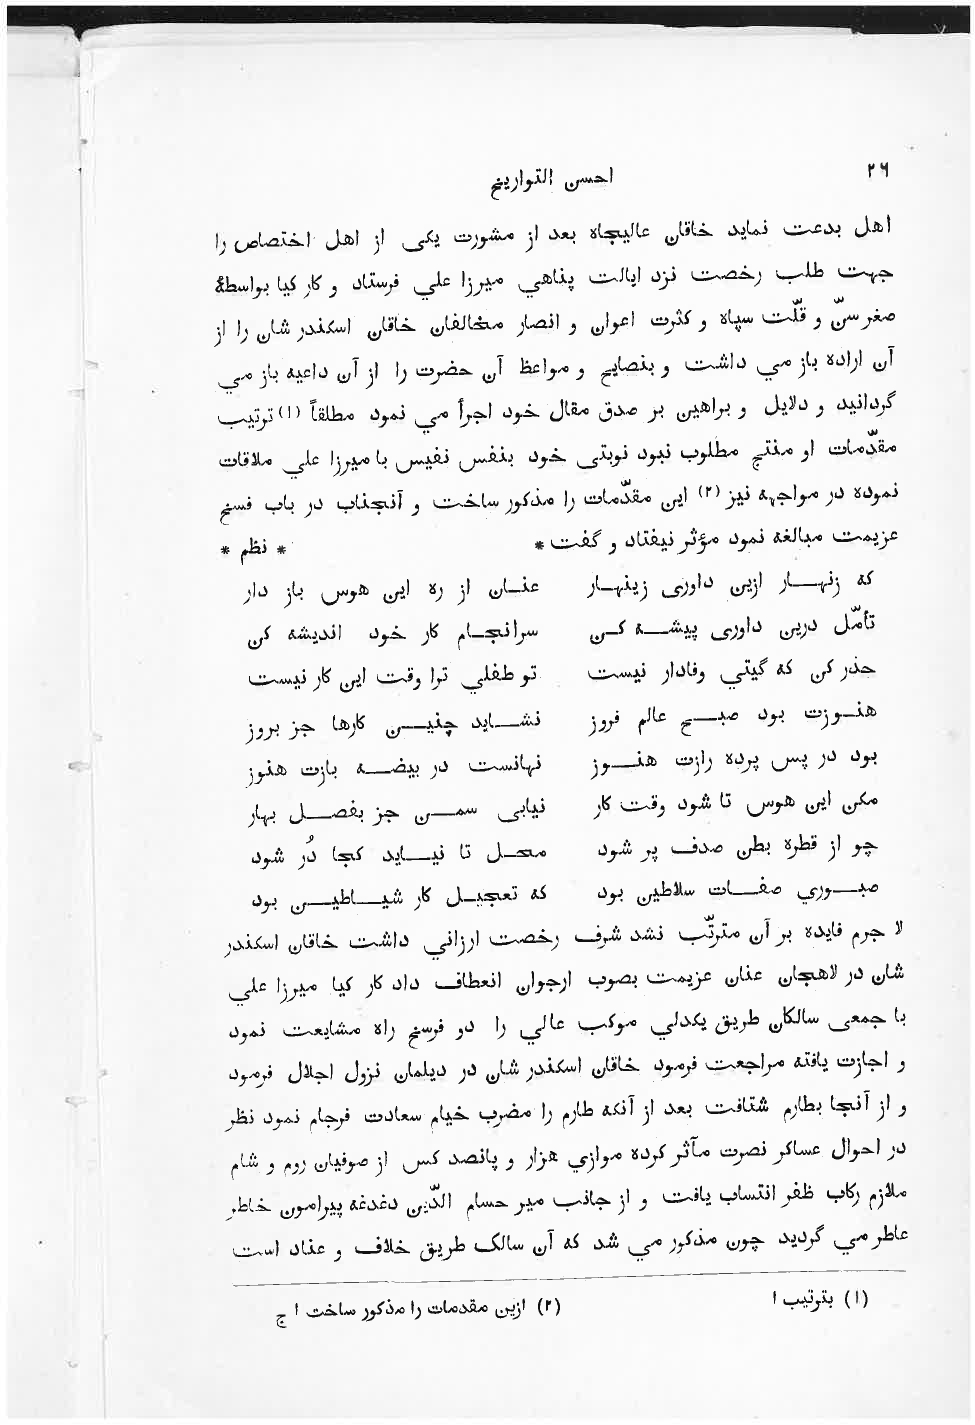 ۲۶
احسن التواريخ
اهل بدعت نمايد خاقان عاليجاه بعد از مشورت يكى از اهل اختصاص را
جهت طلب رخصت نزد ايالت پناهي ميرزا علي فرستاد و كار كيا بواسطهٔ
صغر سنّ و قلّت سپاه و كثرت اعوان و انصار مخالفان خاقان اسكندر شان را از
آن اراده باز مي داشت و بنصايح و مواعظ آن حضرت را از آن داعيه باز مي
گردانيد و دلايل و براهين بر صدق مقال خود اجرأ مي نمود مطلقاً (۱) ترتيب
مقدّمات او منتج مطلوب نبود نوبتى خود بنفس نفيس با ميرزا علي ملاقات
نموده در مواجهه نيز (۲) اين مقدّمات را مذكور ساخت و آنجناب در باب فسخ
عزيمت مبالغه نمود مؤثر نيفتاد و گفت * * نظم *
كه زنهـــار ازين داورى زينهـار عنـان از ره اين هوس باز دار
تأمّل درين داورى پيشـــه كـن سرانجـام كار خود انديشه كن
حذر كن كه گيتي وفادار نيست تو طفلي ترا وقت اين كار نيست
هنـوزت بود صبـــح عالم فروز نشـــايد چنيـــن كارها جز بروز
بود در پس پرده رازت هنـــوز نهانست در بيضـــه بازت هنوز
مكن اين هوس تا شود وقت كار نيابى سمـــن جز بفصـــل بهار
چو از قطره بطن صدف پر شود محـــل تا نيـــايد كجا دُر شود
صبـــوري صفـــات سلاطين بود كه تعجيـل كار شيـــاطيـــن بود
لا جرم فايده بر آن مترتّب نشد شرف رخصت ارزاني داشت خاقان اسكندر
شان در لاهجان عنان عزيمت بصوب ارجوان انعطاف داد كار كيا ميرزا علي
با جمعى سالكان طريق يكدلي موكب عالي را دو فرسخ راه مشايعت نمود
و اجازت يافته مراجعت فرمود خاقان اسكندر شان در ديلمان نزول اجلال فرمود
و از آنجا بطارم شتافت بعد از آنكه طارم را مضرب خيام سعادت فرجام نمود نظر
در احوال عساكر نصرت مآثر كرده موازي هزار و پانصد كس از صوفيان روم و شام
ملازم ركاب ظفر انتساب يافت و از جانب مير حسام الدّين دغدغه پيرامون خاطر
عاطر مي گرديد چون مذكور مي شد كه آن سالک طريق خلاف و عناد است
(۱) بترتيب ا (۲) ازين مقدمات را مذكور ساخت ا ج